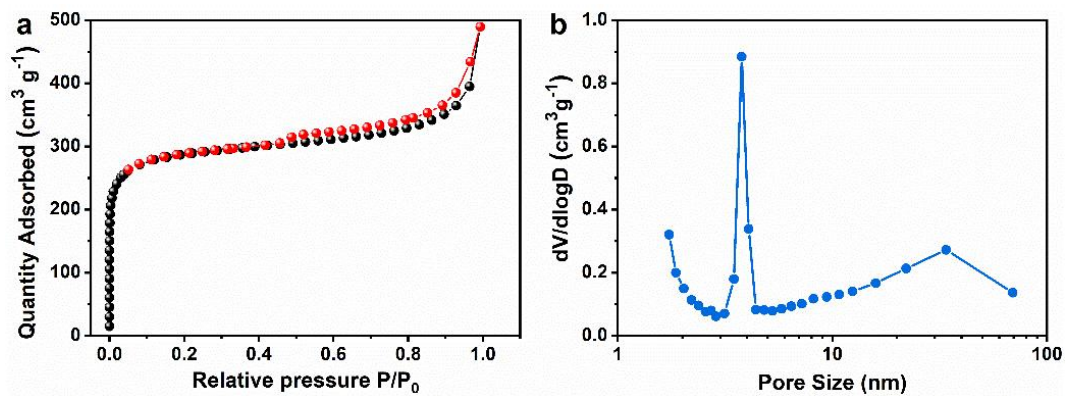 a
500
400
300
200
100
0
Quantity Adsorbed (cm³ g⁻¹)
0.0 0.2 0.4 0.6 0.8 1.0
Relative pressure P/P₀
b
1.0
0.8
0.6
0.4
0.2
0.0
dV/dlogD (cm³g⁻¹)
1 10 100
Pore Size (nm)